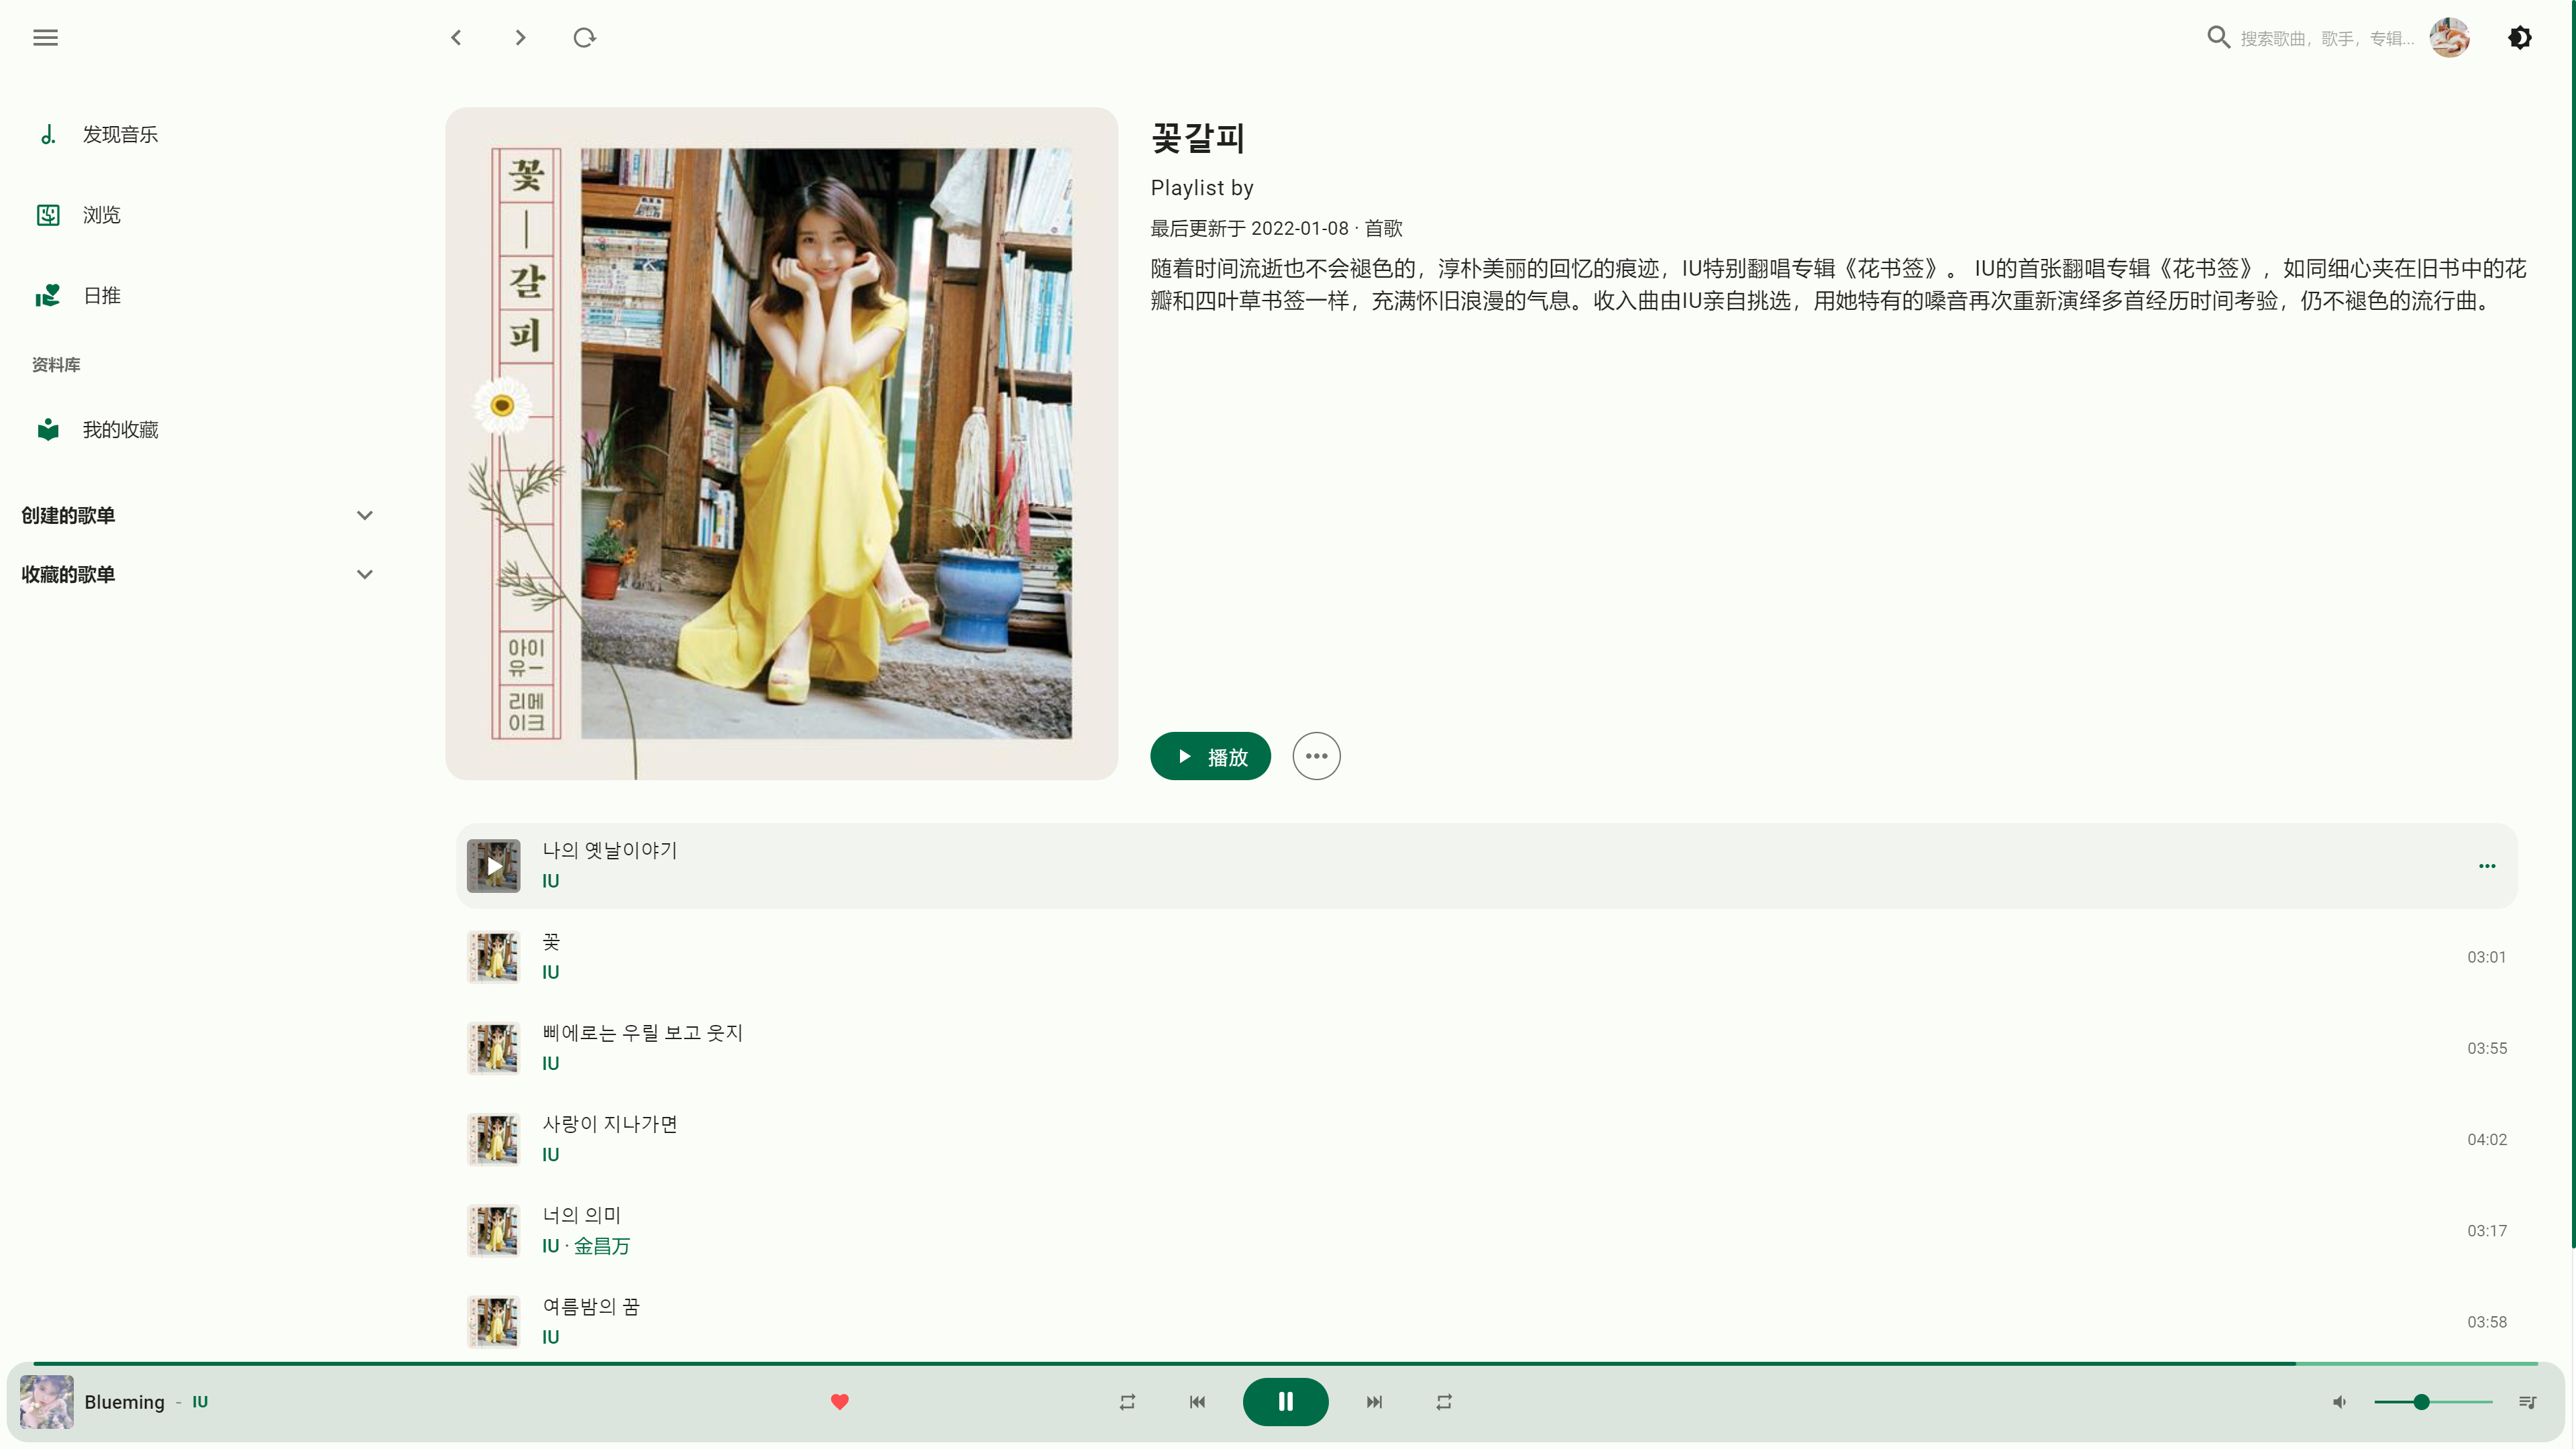 搜索歌曲，歌手，专辑...
发现音乐
浏览
日推
资料库
我的收藏
创建的歌单
收藏的歌单
꽃
갈
피
아이
유ㅡ
리메
이크
꽃갈피
Playlist by
最后更新于 2022-01-08 · 首歌
随着时间流逝也不会褪色的，淳朴美丽的回忆的痕迹，IU特别翻唱专辑《花书签》。 IU的首张翻唱专辑《花书签》，如同细心夹在旧书中的花
瓣和四叶草书签一样，充满怀旧浪漫的气息。收入曲由IU亲自挑选，用她特有的嗓音再次重新演绎多首经历时间考验，仍不褪色的流行曲。
播放
나의 옛날이야기
IU
꽃
IU
03:01
삐에로는 우릴 보고 웃지
IU
03:55
사랑이 지나가면
IU
04:02
너의 의미
IU · 金昌万
03:17
여름밤의 꿈
IU
03:58
Blueming - IU